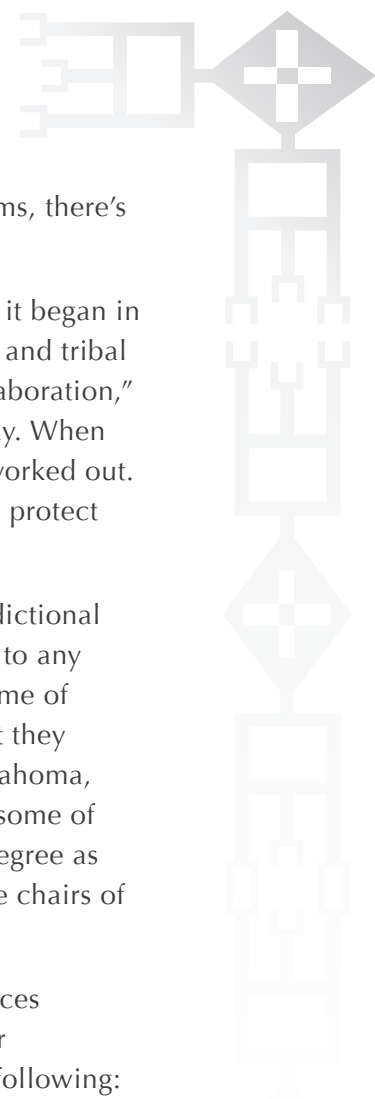 ms, there’s
it began in
and tribal
aboration,”
y. When
worked out.
protect
dictional
to any
me of
t they
ahoma,
some of
egree as
e chairs of
ces
r
following: